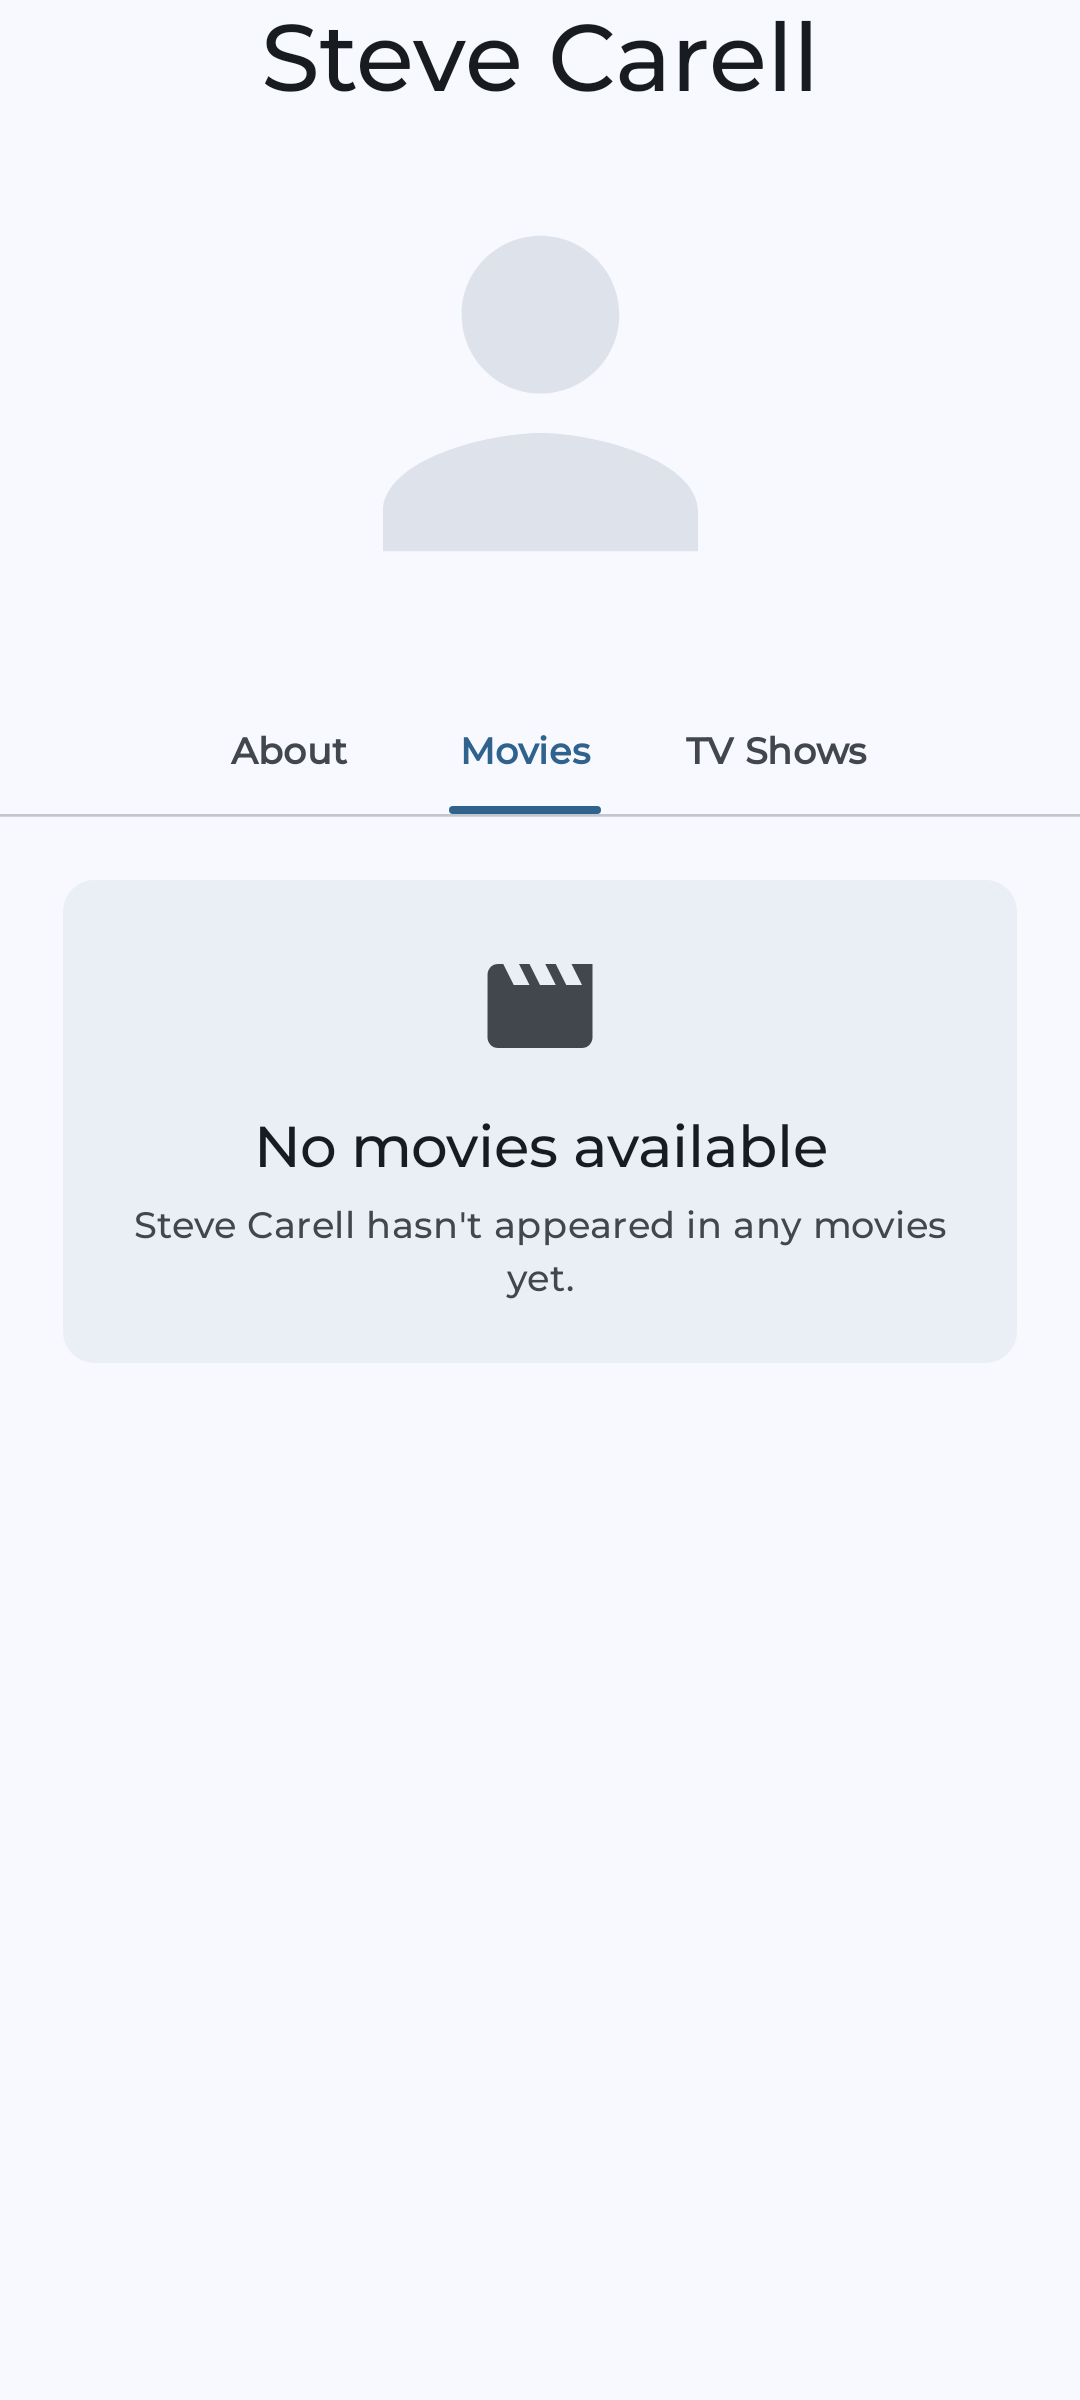 Steve Carell
About
Movies
TV Shows
No movies available
Steve Carell hasn't appeared in any movies
yet.